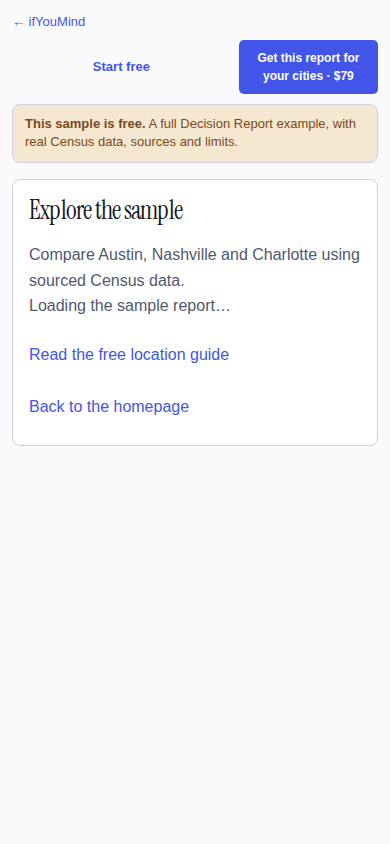 ← ifYouMind
Start free
Get this report for
your cities · $79
This sample is free. A full Decision Report example, with
real Census data, sources and limits.
Explore the sample
Compare Austin, Nashville and Charlotte using
sourced Census data.
Loading the sample report…
Read the free location guide
Back to the homepage